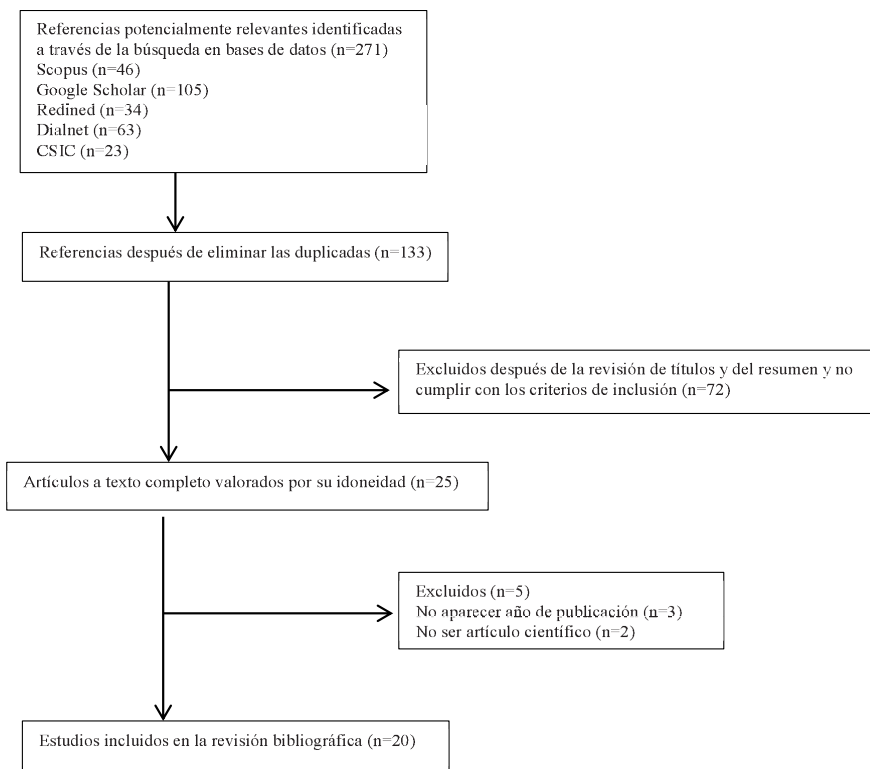 Referencias potencialmente relevantes identificadas
a través de la búsqueda en bases de datos (n=271)
Scopus (n=46)
Google Scholar (n=105)
Redined (n=34)
Dialnet (n=63)
CSIC (n=23)
Referencias después de eliminar las duplicadas (n=133)
Excluidos después de la revisión de títulos y del resumen y no
cumplir con los criterios de inclusión (n=72)
Artículos a texto completo valorados por su idoneidad (n=25)
Excluidos (n=5)
No aparecer año de publicación (n=3)
No ser artículo científico (n=2)
Estudios incluidos en la revisión bibliográfica (n=20)